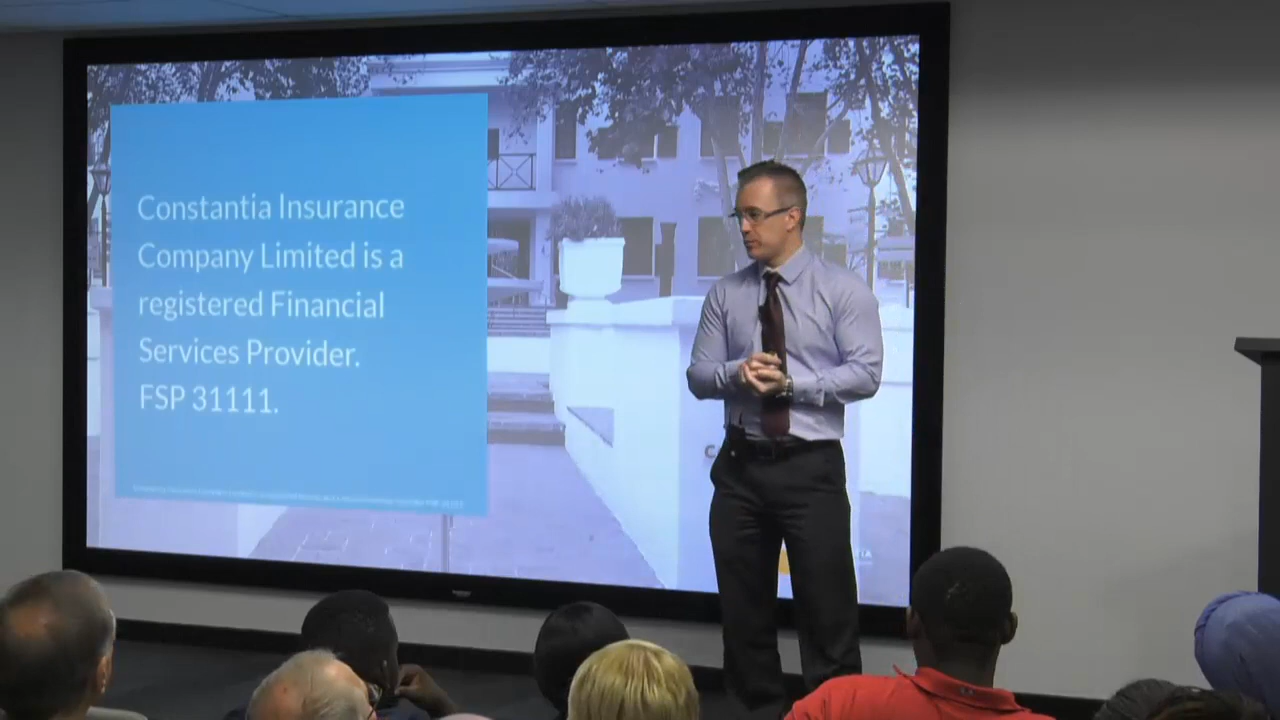 Constantia Insurance
Company Limited is a
registered Financial
Services Provider.
FSP 31111.